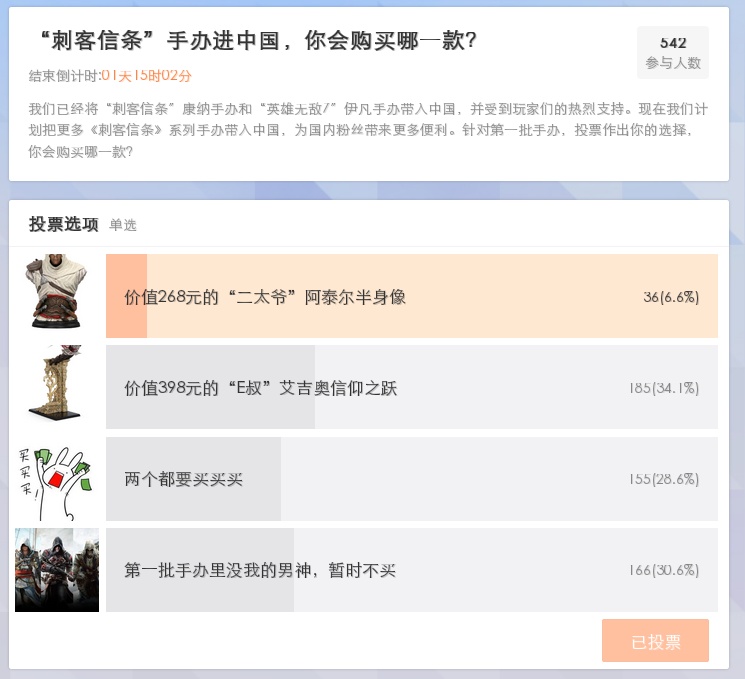 “刺客信条”手办进中国，你会购买哪一款？
542
参与人数
结束倒计时:01天15时02分
我们已经将“刺客信条”康纳手办和“英雄无敌7”伊凡手办带入中国，并受到玩家们的热烈支持。现在我们计
划把更多《刺客信条》系列手办带入中国，为国内粉丝带来更多便利。针对第一批手办，投票作出你的选择，
你会购买哪一款？
投票选项 单选
价值268元的“二太爷”阿泰尔半身像 36(6.6%)
价值398元的“E叔”艾吉奥信仰之跃 185(34.1%)
买买买！
两个都要买买买 155(28.6%)
第一批手办里没我的男神，暂时不买 166(30.6%)
已投票